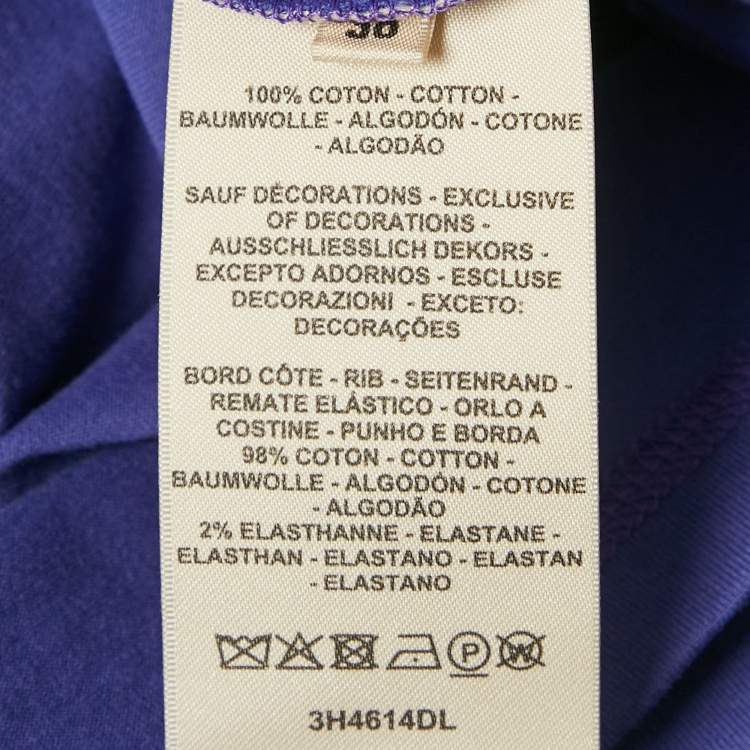 38
100% COTON - COTTON -
BAUMWOLLE - ALGODÓN - COTONE
- ALGODÃO
SAUF DÉCORATIONS - EXCLUSIVE
OF DECORATIONS -
AUSSCHLIESSLICH DEKORS -
EXCEPTO ADORNOS - ESCLUSE
DECORAZIONI - EXCETO:
DECORAÇÕES
BORD CÔTE - RIB - SEITENRAND -
REMATE ELÁSTICO - ORLO A
COSTINE - PUNHO E BORDA
98% COTON - COTTON -
BAUMWOLLE - ALGODÓN - COTONE
- ALGODÃO
2% ELASTHANNE - ELASTANE -
ELASTHAN - ELASTANO - ELASTAN
- ELASTANO
P W
3H4614DL